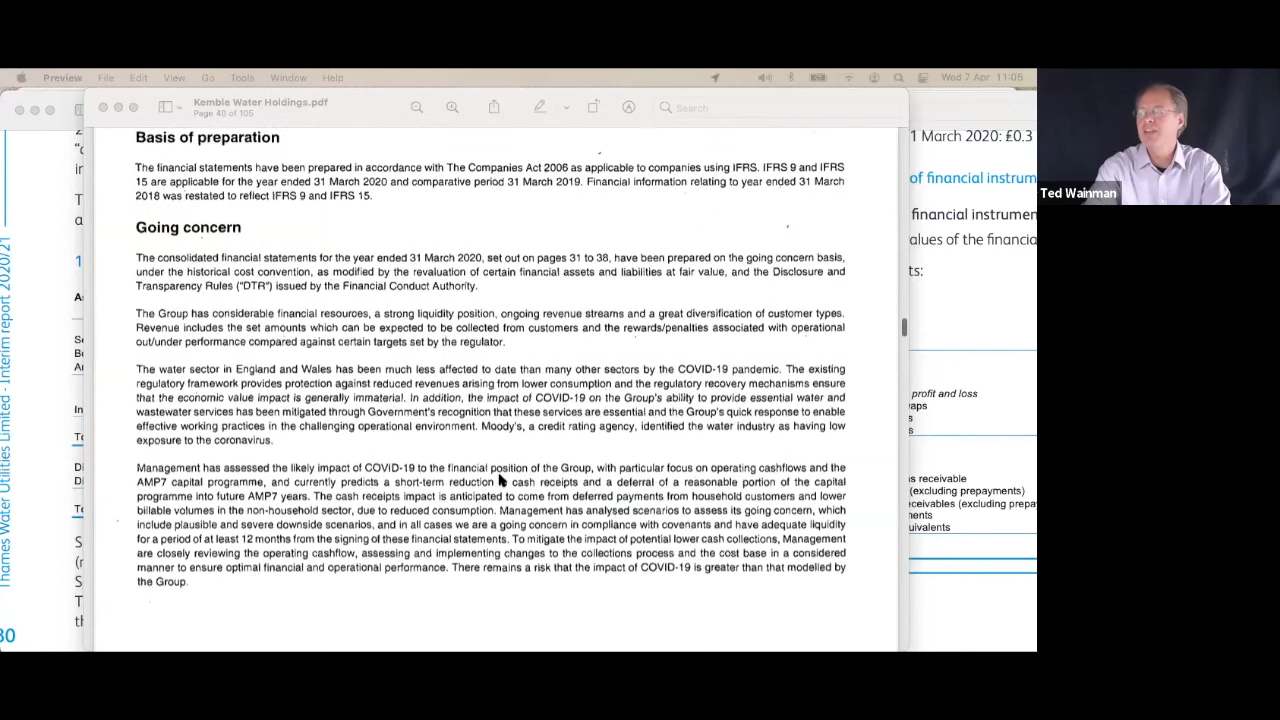 Preview File Edit View Go Tools Window Help
Wed 7 Apr 11:05
Kemble Water Holdings.pdf
Page 40 of 105
Search
Basis of preparation
The financial statements have been prepared in accordance with The Companies Act 2006 as applicable to companies using IFRS. IFRS 9 and IFRS
15 are applicable for the year ended 31 March 2020 and comparative period 31 March 2019. Financial information relating to year ended 31 March
2018 was restated to reflect IFRS 9 and IFRS 15.
Going concern
The consolidated financial statements for the year ended 31 March 2020, set out on pages 31 to 38, have been prepared on the going concern basis,
under the historical cost convention, as modified by the revaluation of certain financial assets and liabilities at fair value, and the Disclosure and
Transparency Rules ("DTR") issued by the Financial Conduct Authority.
The Group has considerable financial resources, a strong liquidity position, ongoing revenue streams and a great diversification of customer types.
Revenue includes the set amounts which can be expected to be collected from customers and the rewards/penalties associated with operational
out/under performance compared against certain targets set by the regulator.
The water sector in England and Wales has been much less affected to date than many other sectors by the COVID-19 pandemic. The existing
regulatory framework provides protection against reduced revenues arising from lower consumption and the regulatory recovery mechanisms ensure
that the economic value impact is generally immaterial. In addition, the impact of COVID-19 on the Group's ability to provide essential water and
wastewater services has been mitigated through Government's recognition that these services are essential and the Group's quick response to enable
effective working practices in the challenging operational environment. Moody's, a credit rating agency, identified the water industry as having low
exposure to the coronavirus.
Management has assessed the likely impact of COVID-19 to the financial position of the Group, with particular focus on operating cashflows and the
AMP7 capital programme, and currently predicts a short-term reduction cash receipts and a deferral of a reasonable portion of the capital
programme into future AMP7 years. The cash receipts impact is anticipated to come from deferred payments from household customers and lower
billable volumes in the non-household sector, due to reduced consumption. Management has analysed scenarios to assess its going concern, which
include plausible and severe downside scenarios, and in all cases we are a going concern in compliance with covenants and have adequate liquidity
for a period of at least 12 months from the signing of these financial statements. To mitigate the impact of potential lower cash collections, Management
are closely reviewing the operating cashflow, assessing and implementing changes to the collections process and the cost base in a considered
manner to ensure optimal financial and operational performance. There remains a risk that the impact of COVID-19 is greater than that modelled by
the Group.
Thames Water Utilities Limited - Interim report 2020/21
1 March 2020: £0.3
of financial instrum
financial instrumen
alues of the financia
ts:
profit and loss
(excluding prepayments)
eceivables (excluding prepa
Ted Wainman